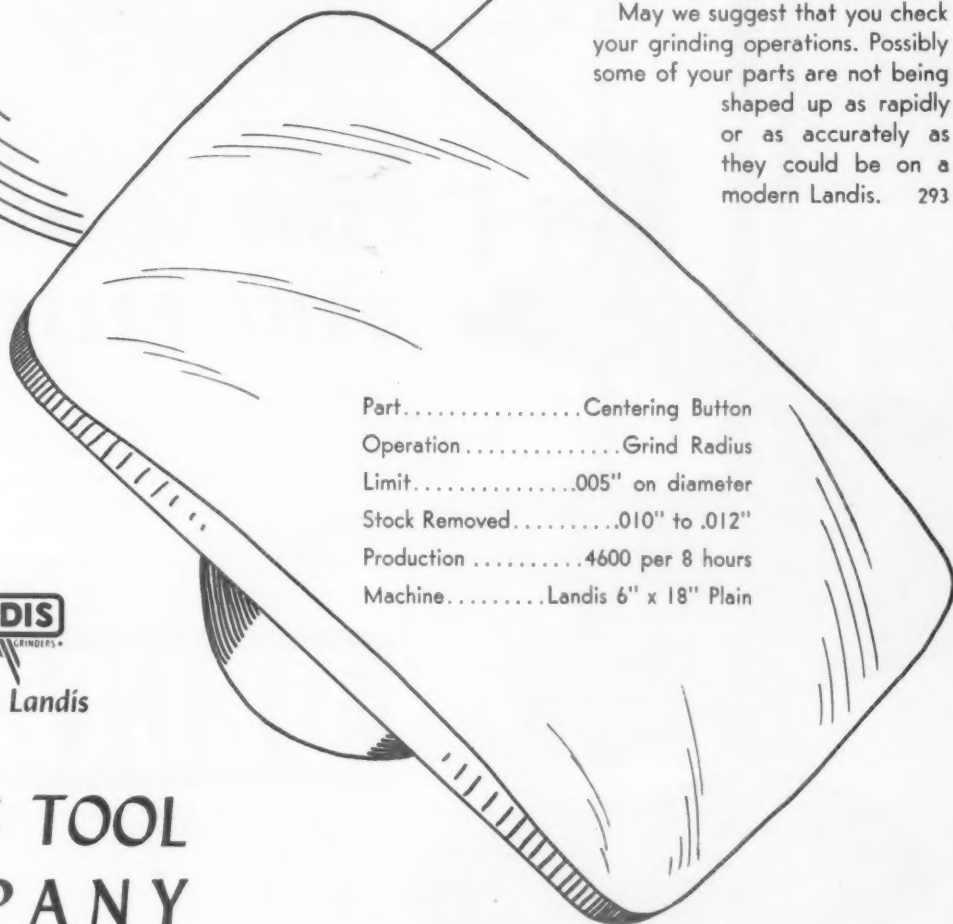 May we suggest that you check
your grinding operations. Possibly
some of your parts are not being
shaped up as rapidly
or as accurately as
they could be on a
modern Landis. 293
Part................Centering Button
Operation..............Grind Radius
Limit...............005" on diameter
Stock Removed..........010" to .012"
Production ..........4600 per 8 hours
Machine.........Landis 6" x 18" Plain
DIS
GRINDERS
Landis
TOOL
PANY